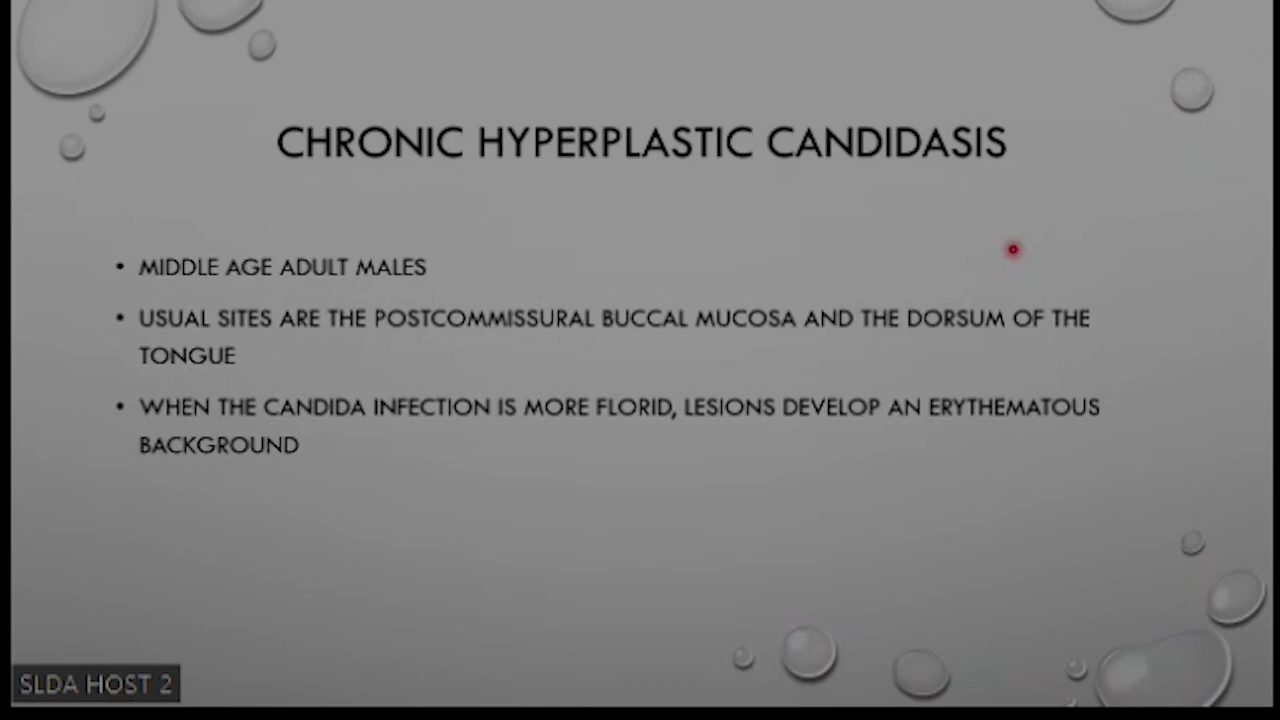 CHRONIC HYPERPLASTIC CANDIDASIS
• MIDDLE AGE ADULT MALES
• USUAL SITES ARE THE POSTCOMMISSURAL BUCCAL MUCOSA AND THE DORSUM OF THE
TONGUE
• WHEN THE CANDIDA INFECTION IS MORE FLORID, LESIONS DEVELOP AN ERYTHEMATOUS
BACKGROUND
SLDA HOST 2